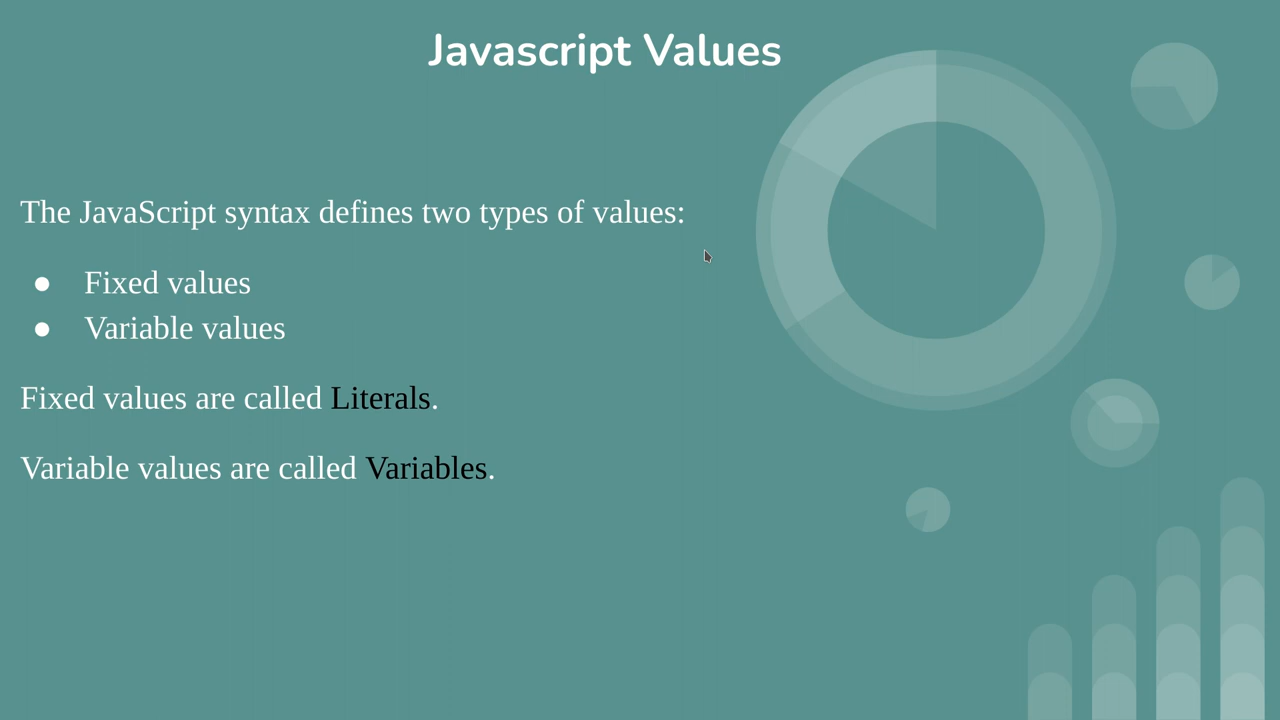 Javascript Values
The JavaScript syntax defines two types of values:
● Fixed values
● Variable values
Fixed values are called Literals.
Variable values are called Variables.